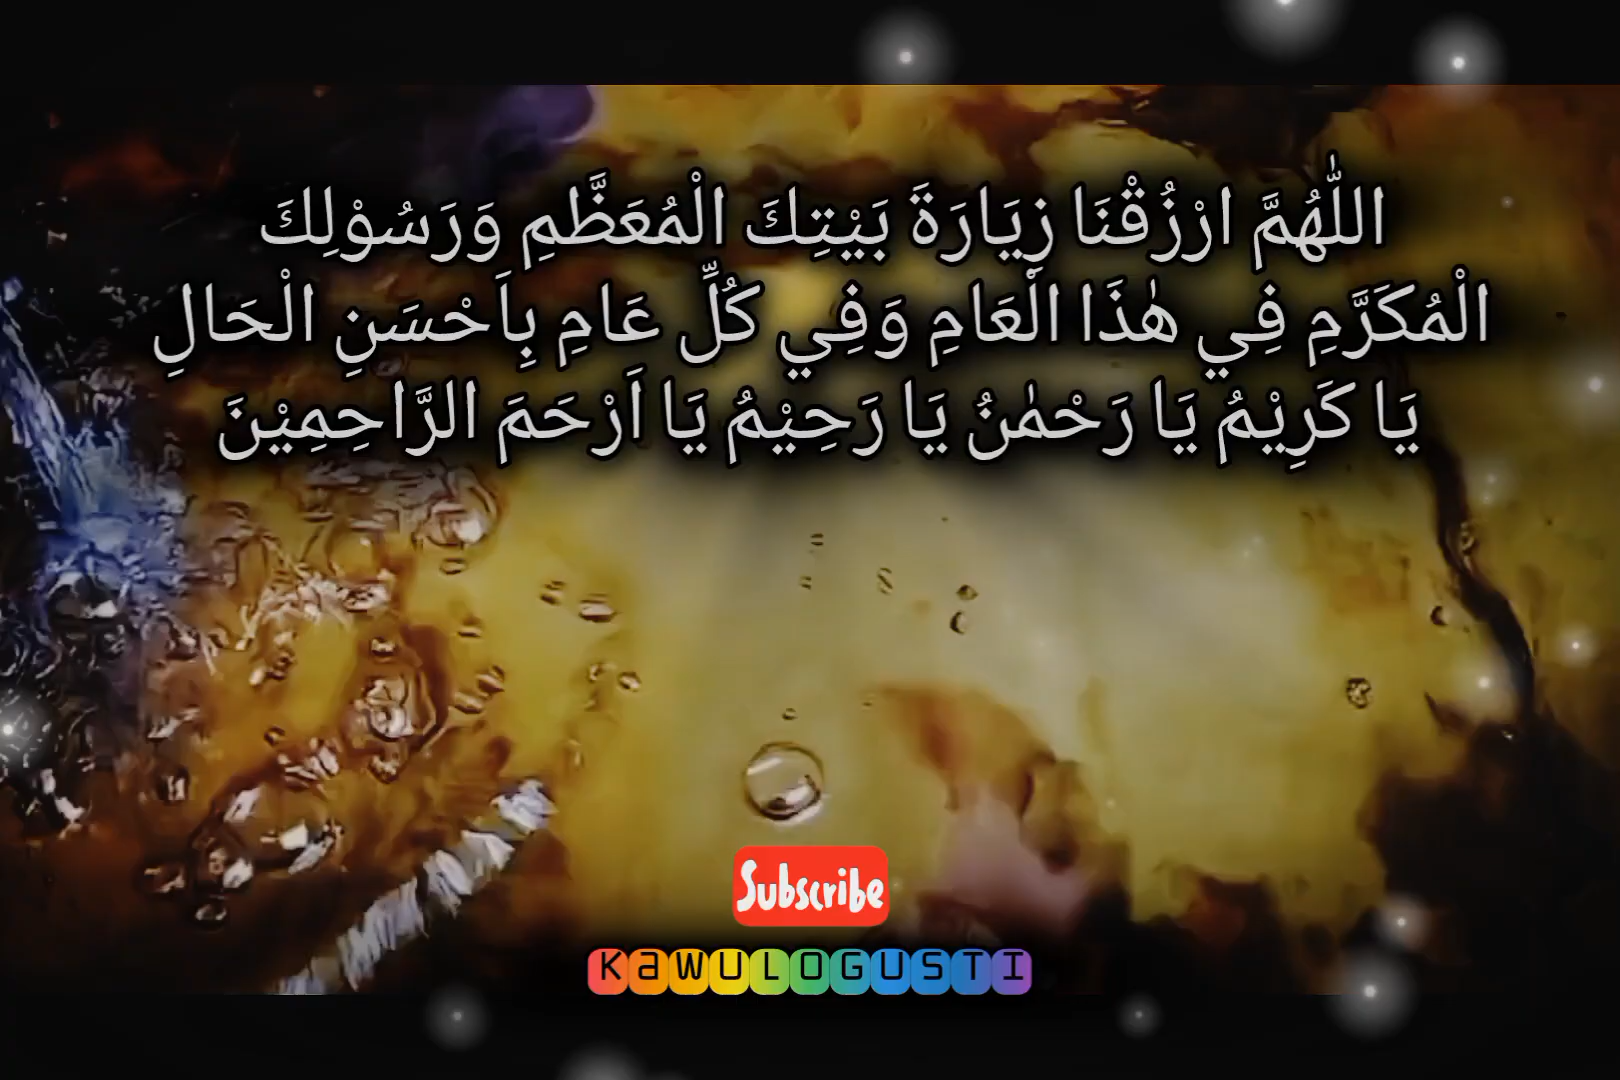 اللّٰهُمَّ ارْزُقْنَا زِيَارَةَ بَيْتِكَ الْمُعَظَّمِ وَرَسُوْلِكَ
الْمُكَرَّمِ فِي هٰذَا الْعَامِ وَفِي كُلِّ عَامِ بِاَحْسَنِ الْحَالِ
يَا كَرِيْمُ يَا رَحْمٰنُ يَا رَحِيْمُ يَا اَرْحَمَ الرَّاحِمِيْنَ
Subscribe
KaWULOGUSTI